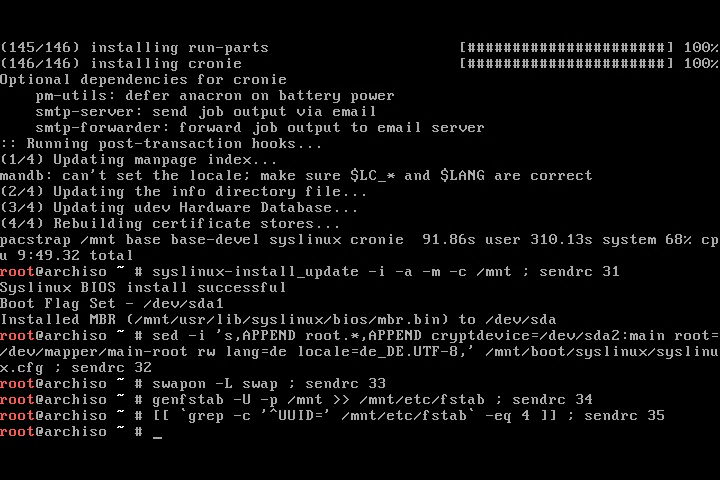 (145/146) installing run-parts                     [######################] 100%
(146/146) installing cronie                        [######################] 100%
Optional dependencies for cronie
    pm-utils: defer anacron on battery power
    smtp-server: send job output via email
    smtp-forwarder: forward job output to email server
:: Running post-transaction hooks...
(1/4) Updating manpage index...
mandb: can't set the locale; make sure $LC_* and $LANG are correct
(2/4) Updating the info directory file...
(3/4) Updating udev Hardware Database...
(4/4) Rebuilding certificate stores...
pacstrap /mnt base base-devel syslinux cronie  91.86s user 310.13s system 68% cp
u 9:49.32 total
root@archiso ~ # syslinux-install_update -i -a -m -c /mnt ; sendrc 31
Syslinux BIOS install successful
Boot Flag Set - /dev/sda1
Installed MBR (/mnt/usr/lib/syslinux/bios/mbr.bin) to /dev/sda
root@archiso ~ # sed -i 's,APPEND root.*,APPEND cryptdevice=/dev/sda2:main root=
/dev/mapper/main-root rw lang=de locale=de_DE.UTF-8,' /mnt/boot/syslinux/syslinu
x.cfg ; sendrc 32
root@archiso ~ # swapon -L swap ; sendrc 33
root@archiso ~ # genfstab -U -p /mnt >> /mnt/etc/fstab ; sendrc 34
root@archiso ~ # [[ `grep -c '^UUID=' /mnt/etc/fstab` -eq 4 ]] ; sendrc 35
root@archiso ~ # _